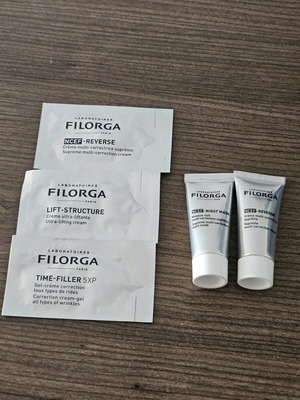 LABORATOIRES
FILORGA
PARIS
NCEF-REVERSE
Crème multi-correctrice suprême
Supreme multi-correction cream
LABORATOIRES
FILORGA
PARIS
LIFT-STRUCTURE
Crème ultra-liftante
Ultra-lifting cream
LABORATOIRES
FILORGA
PARIS
TIME-FILLER 5XP
Gel-crème correction
tous types de rides
Correction cream-gel
all types of wrinkles
LABORATOIRES
FILORGA
NCEF-NIGHT MASK
LABORATOIRES
FILORGA
NCEF-REVERSE